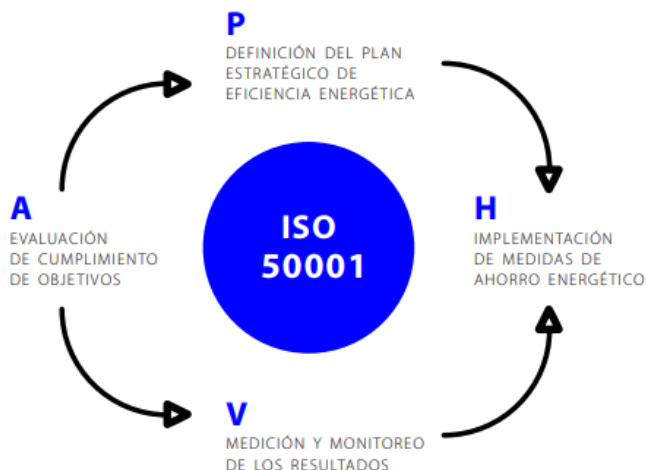 P
DEFINICIÓN DEL PLAN
ESTRATÉGICO DE
EFICIENCIA ENERGÉTICA
A
EVALUACIÓN
DE CUMPLIMIENTO
DE OBJETIVOS
ISO
50001
H
IMPLEMENTACIÓN
DE MEDIDAS DE
AHORRO ENERGÉTICO
V
MEDICIÓN Y MONITOREO
DE LOS RESULTADOS